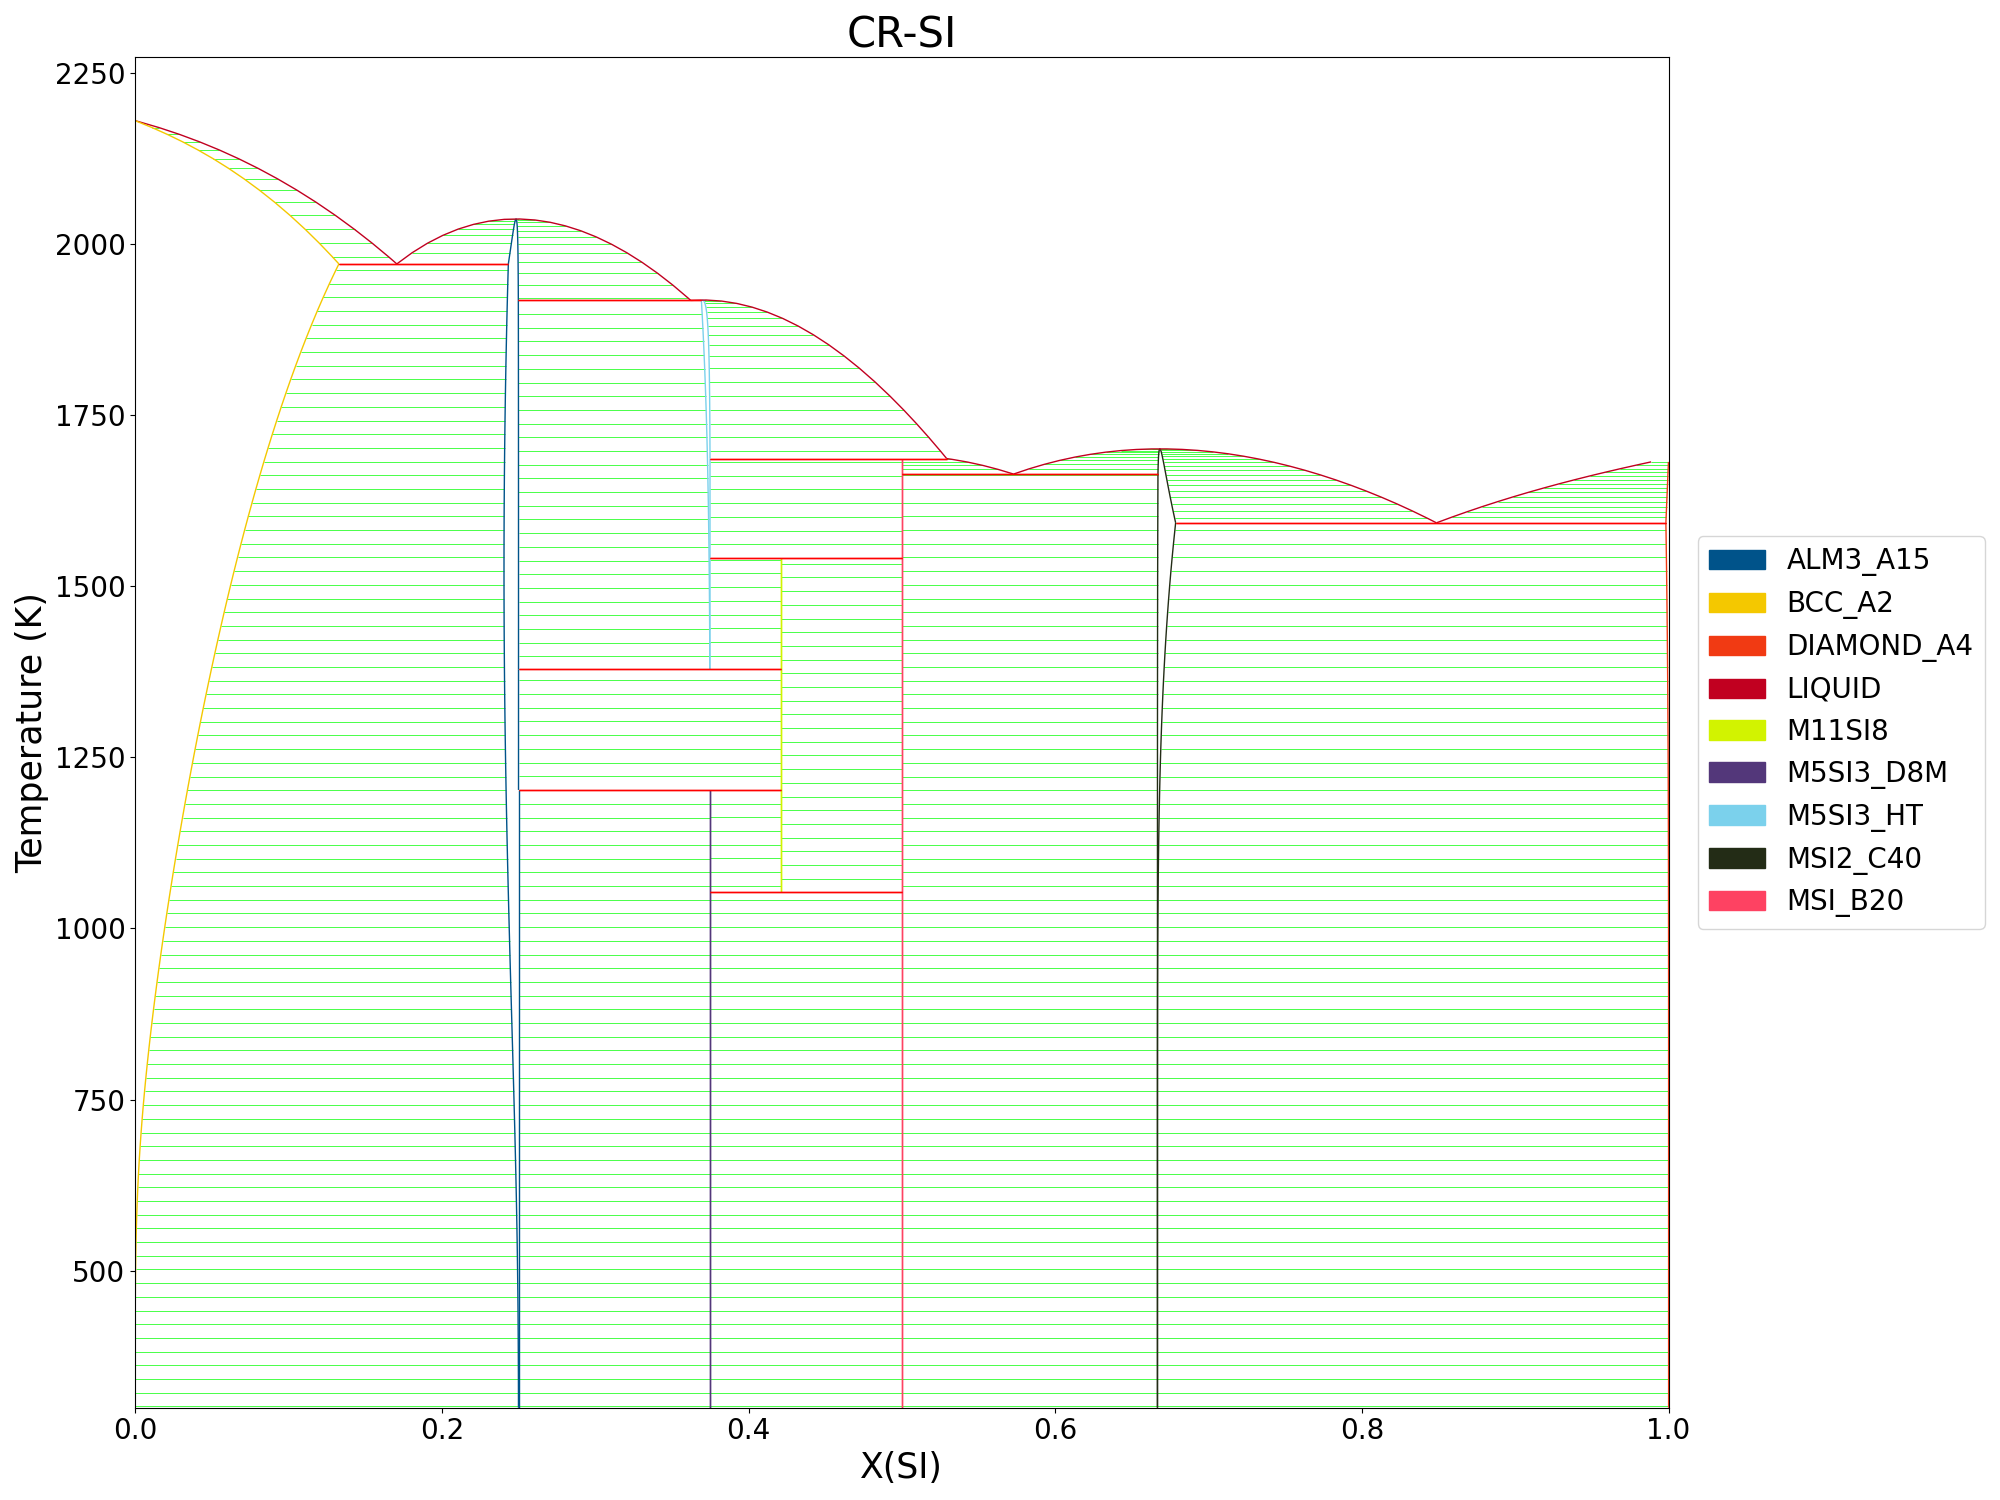 CR-SI
2250
2000
1750
1500
1250
1000
750
500
Temperature (K)
0.0
0.2
0.4
0.6
0.8
1.0
X(SI)
ALM3_A15
BCC_A2
DIAMOND_A4
LIQUID
M11SI8
M5SI3_D8M
M5SI3_HT
MSI2_C40
MSI_B20